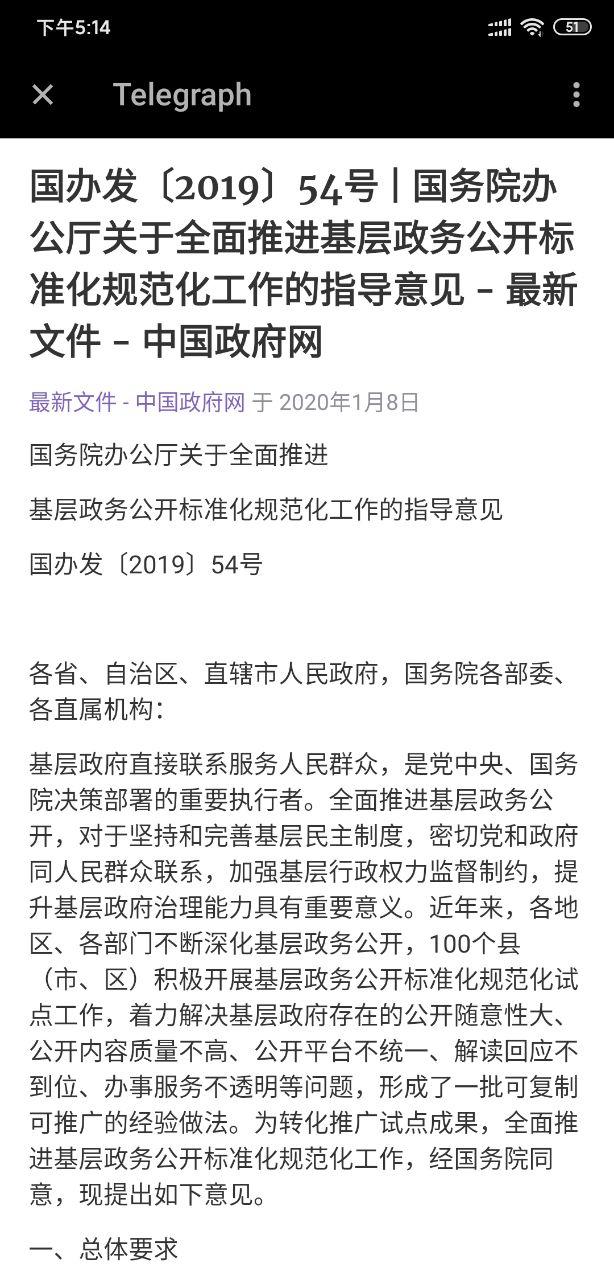 下午5:14
51
Telegraph
国办发〔2019〕54号 | 国务院办
公厅关于全面推进基层政务公开标
准化规范化工作的指导意见 - 最新
文件 - 中国政府网
最新文件 - 中国政府网 于 2020年1月8日
国务院办公厅关于全面推进
基层政务公开标准化规范化工作的指导意见
国办发〔2019〕54号
各省、自治区、直辖市人民政府，国务院各部委、
各直属机构：
基层政府直接联系服务人民群众，是党中央、国务
院决策部署的重要执行者。全面推进基层政务公
开，对于坚持和完善基层民主制度，密切党和政府
同人民群众联系，加强基层行政权力监督制约，提
升基层政府治理能力具有重要意义。近年来，各地
区、各部门不断深化基层政务公开，100个县
（市、区）积极开展基层政务公开标准化规范化试
点工作，着力解决基层政府存在的公开随意性大、
公开内容质量不高、公开平台不统一、解读回应不
到位、办事服务不透明等问题，形成了一批可复制
可推广的经验做法。为转化推广试点成果，全面推
进基层政务公开标准化规范化工作，经国务院同
意，现提出如下意见。
一、总体要求